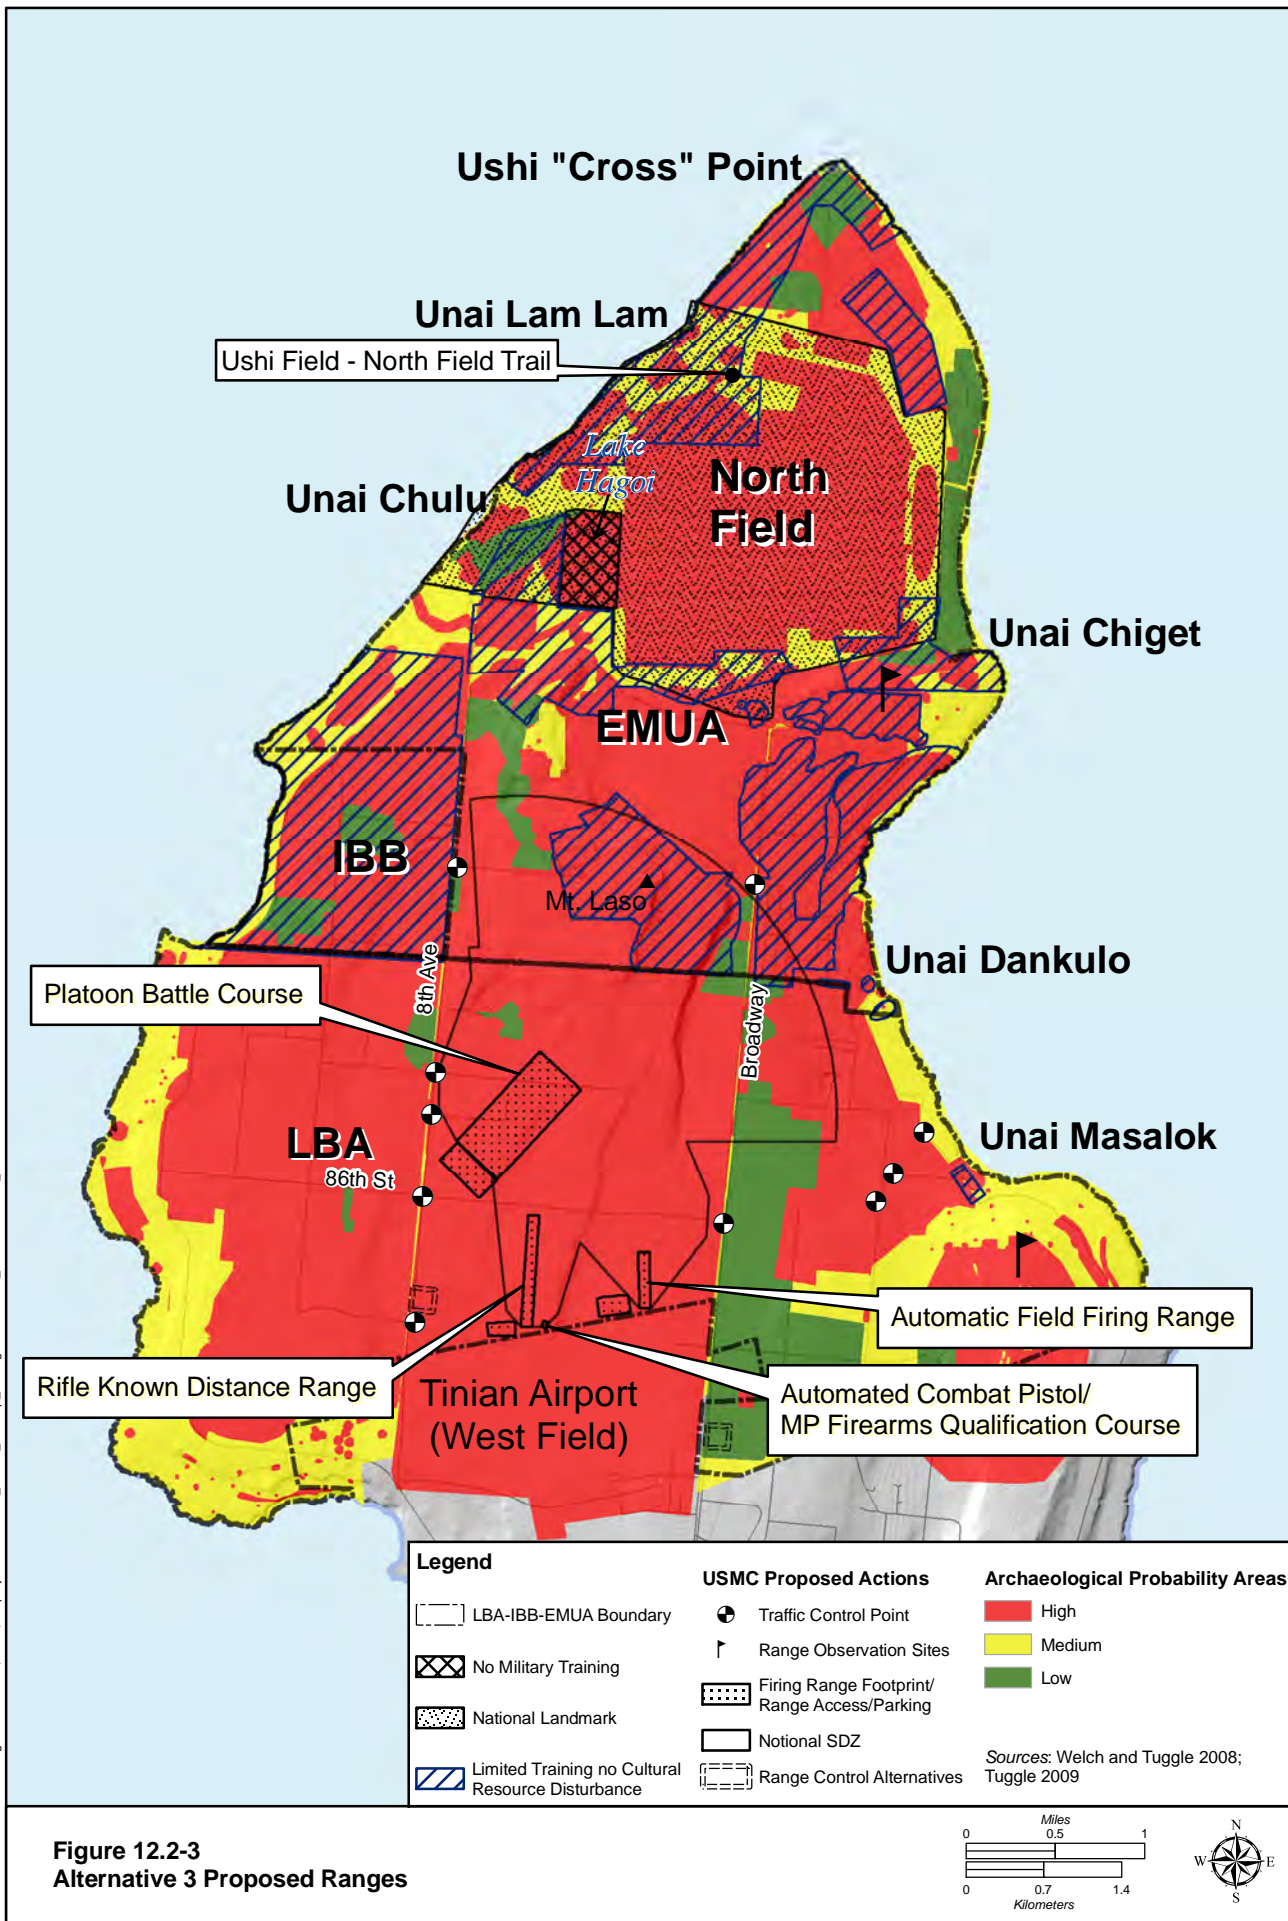 Ushi "Cross" Point
Unai Lam Lam
Ushi Field - North Field Trail
Lake
Hagoi
North
Field
Unai Chulu
Unai Chiget
EMUA
IBB
Mt. Laso
Unai Dankulo
8th Ave
Platoon Battle Course
Broadway
LBA
86th St
Unai Masalok
Automatic Field Firing Range
Rifle Known Distance Range
Tinian Airport
(West Field)
Automated Combat Pistol/
MP Firearms Qualification Course
Legend
LBA-IBB-EMUA Boundary
No Military Training
National Landmark
Limited Training no Cultural
Resource Disturbance
USMC Proposed Actions
Traffic Control Point
Range Observation Sites
Firing Range Footprint/
Range Access/Parking
Notional SDZ
Range Control Alternatives
Archaeological Probability Areas
High
Medium
Low
Sources: Welch and Tuggle 2008;
Tuggle 2009
Figure 12.2-3
Alternative 3 Proposed Ranges
Miles
0 0.5 1
0 0.7 1.4
Kilometers
N
W E
S